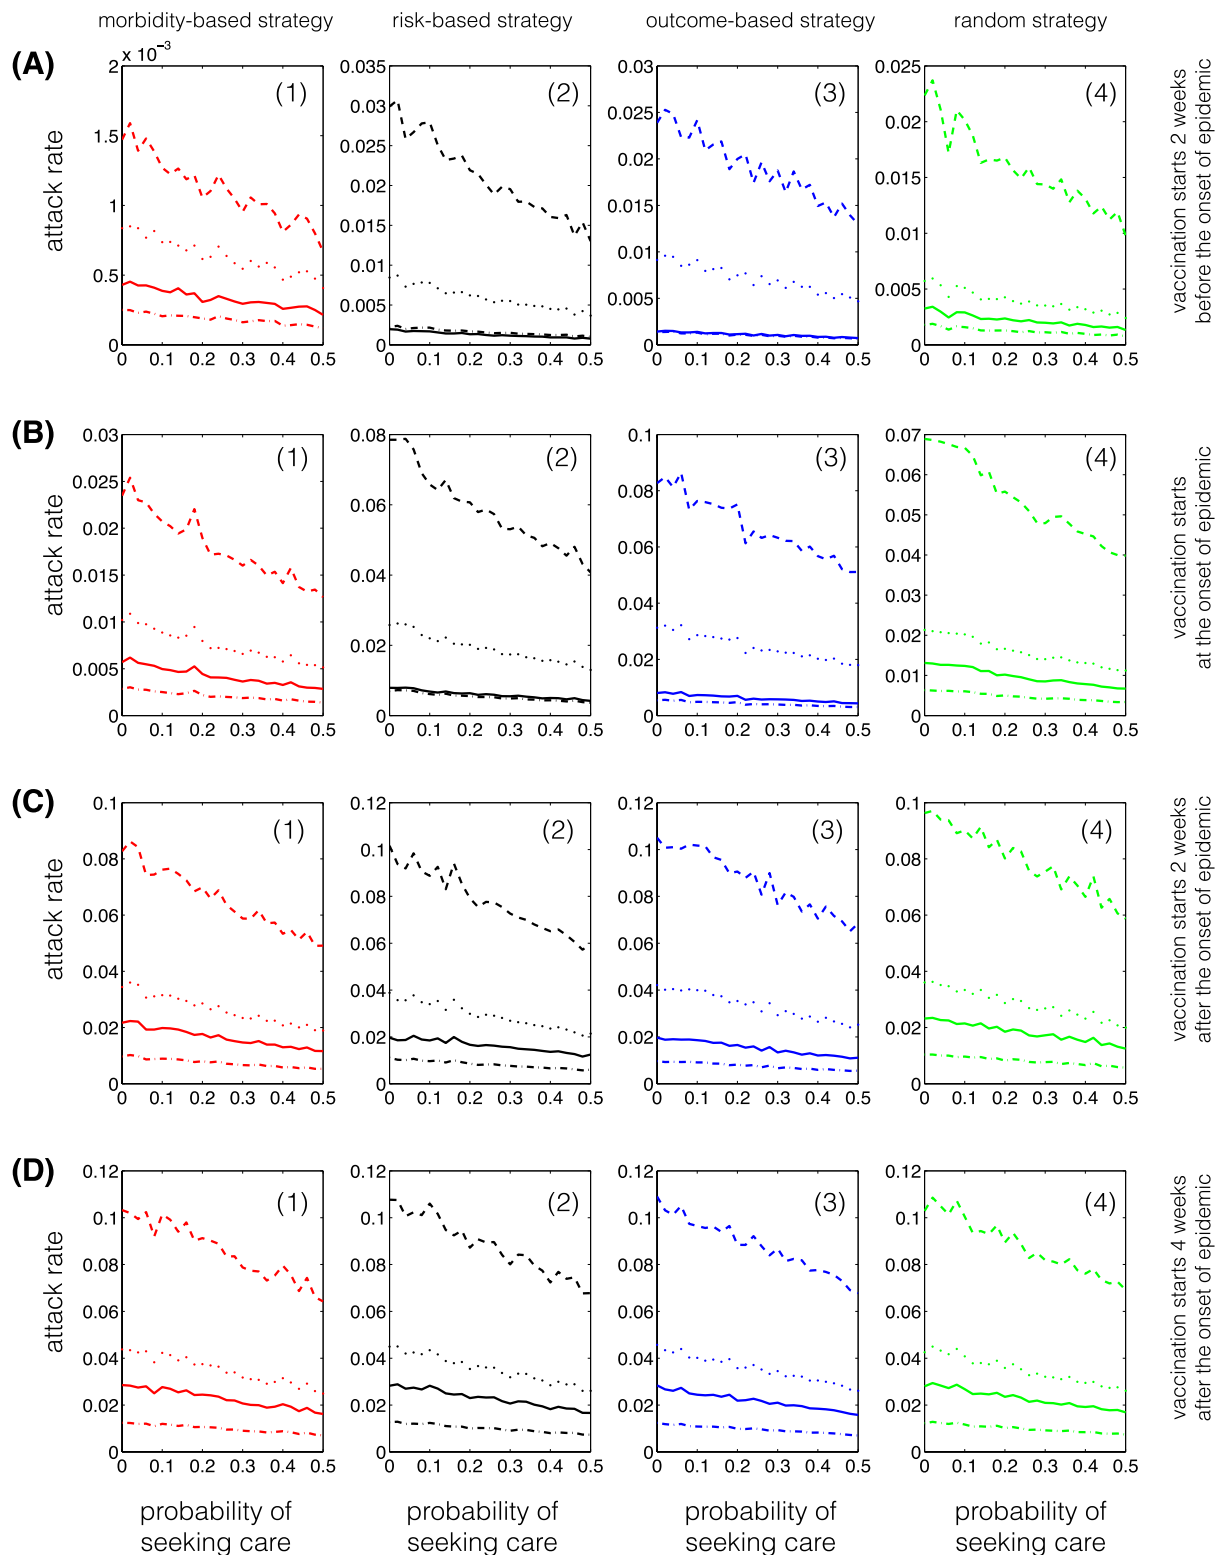 morbidity-based strategy risk-based strategy outcome-based strategy random strategy
(A)
x 10⁻³
(1) (2) (3) (4)
2 1.5 1 0.5 0
0.035 0.03 0.025 0.02 0.015 0.01 0.005 0
0.03 0.025 0.02 0.015 0.01 0.005 0
0.025 0.02 0.015 0.01 0.005 0
attack rate
0 0.1 0.2 0.3 0.4 0.5
0 0.1 0.2 0.3 0.4 0.5
0 0.1 0.2 0.3 0.4 0.5
0 0.1 0.2 0.3 0.4 0.5
vaccination starts 2 weeks
before the onset of epidemic
(B)
(1) (2) (3) (4)
0.03 0.025 0.02 0.015 0.01 0.005 0
0.08 0.06 0.04 0.02 0
0.1 0.08 0.06 0.04 0.02 0
0.07 0.06 0.05 0.04 0.03 0.02 0.01 0
attack rate
0 0.1 0.2 0.3 0.4 0.5
0 0.1 0.2 0.3 0.4 0.5
0 0.1 0.2 0.3 0.4 0.5
0 0.1 0.2 0.3 0.4 0.5
vaccination starts
at the onset of epidemic
(C)
(1) (2) (3) (4)
0.1 0.08 0.06 0.04 0.02 0
0.12 0.1 0.08 0.06 0.04 0.02 0
0.12 0.1 0.08 0.06 0.04 0.02 0
0.1 0.08 0.06 0.04 0.02 0
attack rate
0 0.1 0.2 0.3 0.4 0.5
0 0.1 0.2 0.3 0.4 0.5
0 0.1 0.2 0.3 0.4 0.5
0 0.1 0.2 0.3 0.4 0.5
vaccination starts 2 weeks
after the onset of epidemic
(D)
(1) (2) (3) (4)
0.12 0.1 0.08 0.06 0.04 0.02 0
0.12 0.1 0.08 0.06 0.04 0.02 0
0.12 0.1 0.08 0.06 0.04 0.02 0
0.12 0.1 0.08 0.06 0.04 0.02 0
attack rate
0 0.1 0.2 0.3 0.4 0.5
0 0.1 0.2 0.3 0.4 0.5
0 0.1 0.2 0.3 0.4 0.5
0 0.1 0.2 0.3 0.4 0.5
vaccination starts 4 weeks
after the onset of epidemic
probability of probability of probability of probability of
seeking care seeking care seeking care seeking care